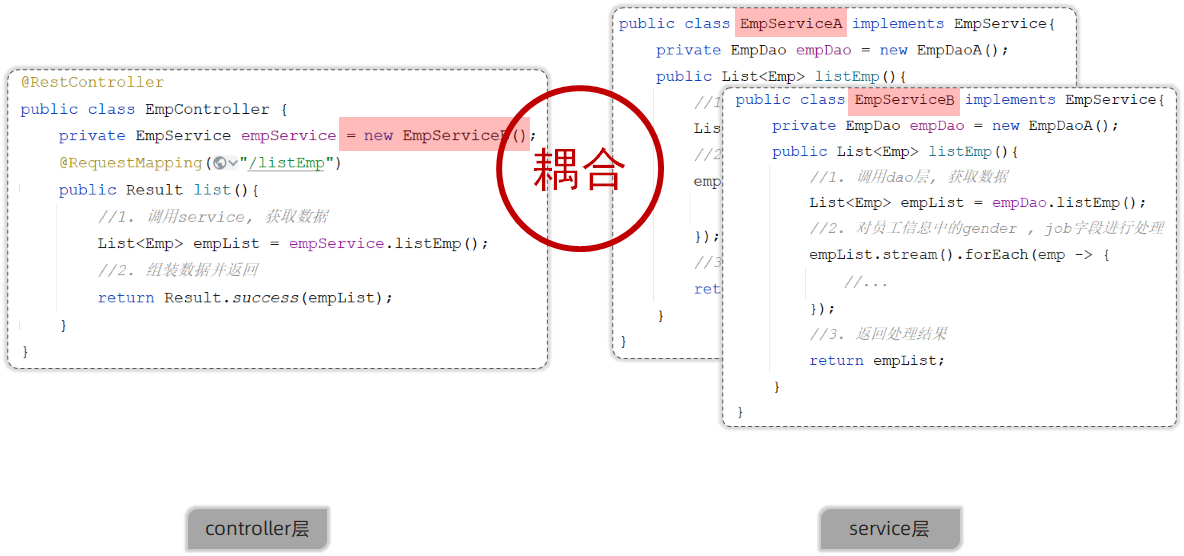 @RestController
public class EmpController {
private EmpService empService = new EmpServiceB();
@RequestMapping("/listEmp")
public Result list(){
//1. 调用service, 获取数据
List<Emp> empList = empService.listEmp();
//2. 组装数据并返回
return Result.success(empList);
}
}
耦合
public class EmpServiceA implements EmpService{
private EmpDao empDao = new EmpDaoA();
public List<Emp> listEmp(){
//1
List
//2
emp
});
//3
ret
}
}
public class EmpServiceB implements EmpService{
private EmpDao empDao = new EmpDaoA();
public List<Emp> listEmp(){
//1. 调用dao层, 获取数据
List<Emp> empList = empDao.listEmp();
//2. 对员工信息中的gender , job字段进行处理
empList.stream().forEach(emp -> {
//...
});
//3. 返回处理结果
return empList;
}
}
controller层
service层